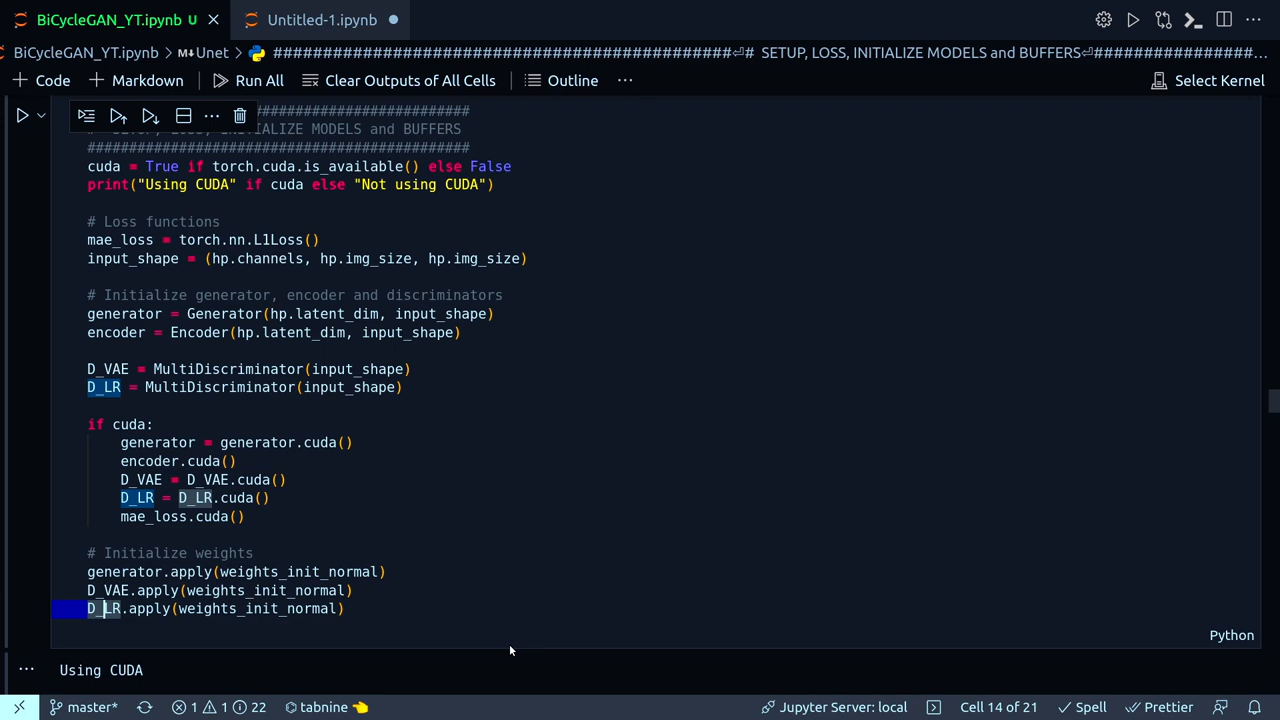 BiCycleGAN_YT.ipynb U
Untitled-1.ipynb
BiCycleGAN_YT.ipynb > M↓Unet > ##############################################⏎# SETUP, LOSS, INITIALIZE MODELS and BUFFERS⏎################...
+ Code + Markdown Run All Clear Outputs of All Cells Outline ... Select Kernel
INITIALIZE MODELS and BUFFERS
##############################################
cuda = True if torch.cuda.is_available() else False
print("Using CUDA" if cuda else "Not using CUDA")
# Loss functions
mae_loss = torch.nn.L1Loss()
input_shape = (hp.channels, hp.img_size, hp.img_size)
# Initialize generator, encoder and discriminators
generator = Generator(hp.latent_dim, input_shape)
encoder = Encoder(hp.latent_dim, input_shape)
D_VAE = MultiDiscriminator(input_shape)
D_LR = MultiDiscriminator(input_shape)
if cuda:
    generator = generator.cuda()
    encoder.cuda()
    D_VAE = D_VAE.cuda()
    D_LR = D_LR.cuda()
    mae_loss.cuda()
# Initialize weights
generator.apply(weights_init_normal)
D_VAE.apply(weights_init_normal)
D_LR.apply(weights_init_normal)
Python
... Using CUDA
master* 1 1 22 tabnine Jupyter Server: local Cell 14 of 21 Spell Prettier